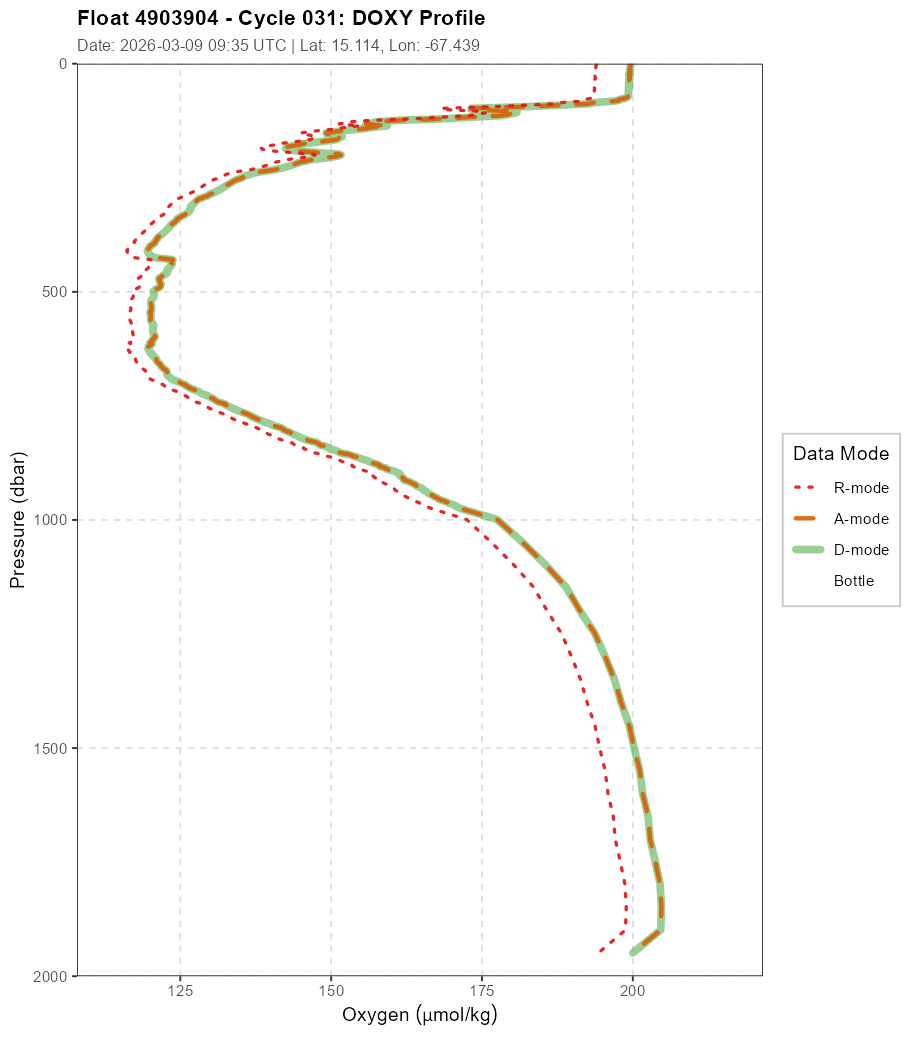 Float 4903904 - Cycle 031: DOXY Profile
Date: 2026-03-09 09:35 UTC | Lat: 15.114, Lon: -67.439
0
500
1000
1500
2000
Pressure (dbar)
125
150
175
200
Oxygen (μmol/kg)
Data Mode
R-mode
A-mode
D-mode
Bottle